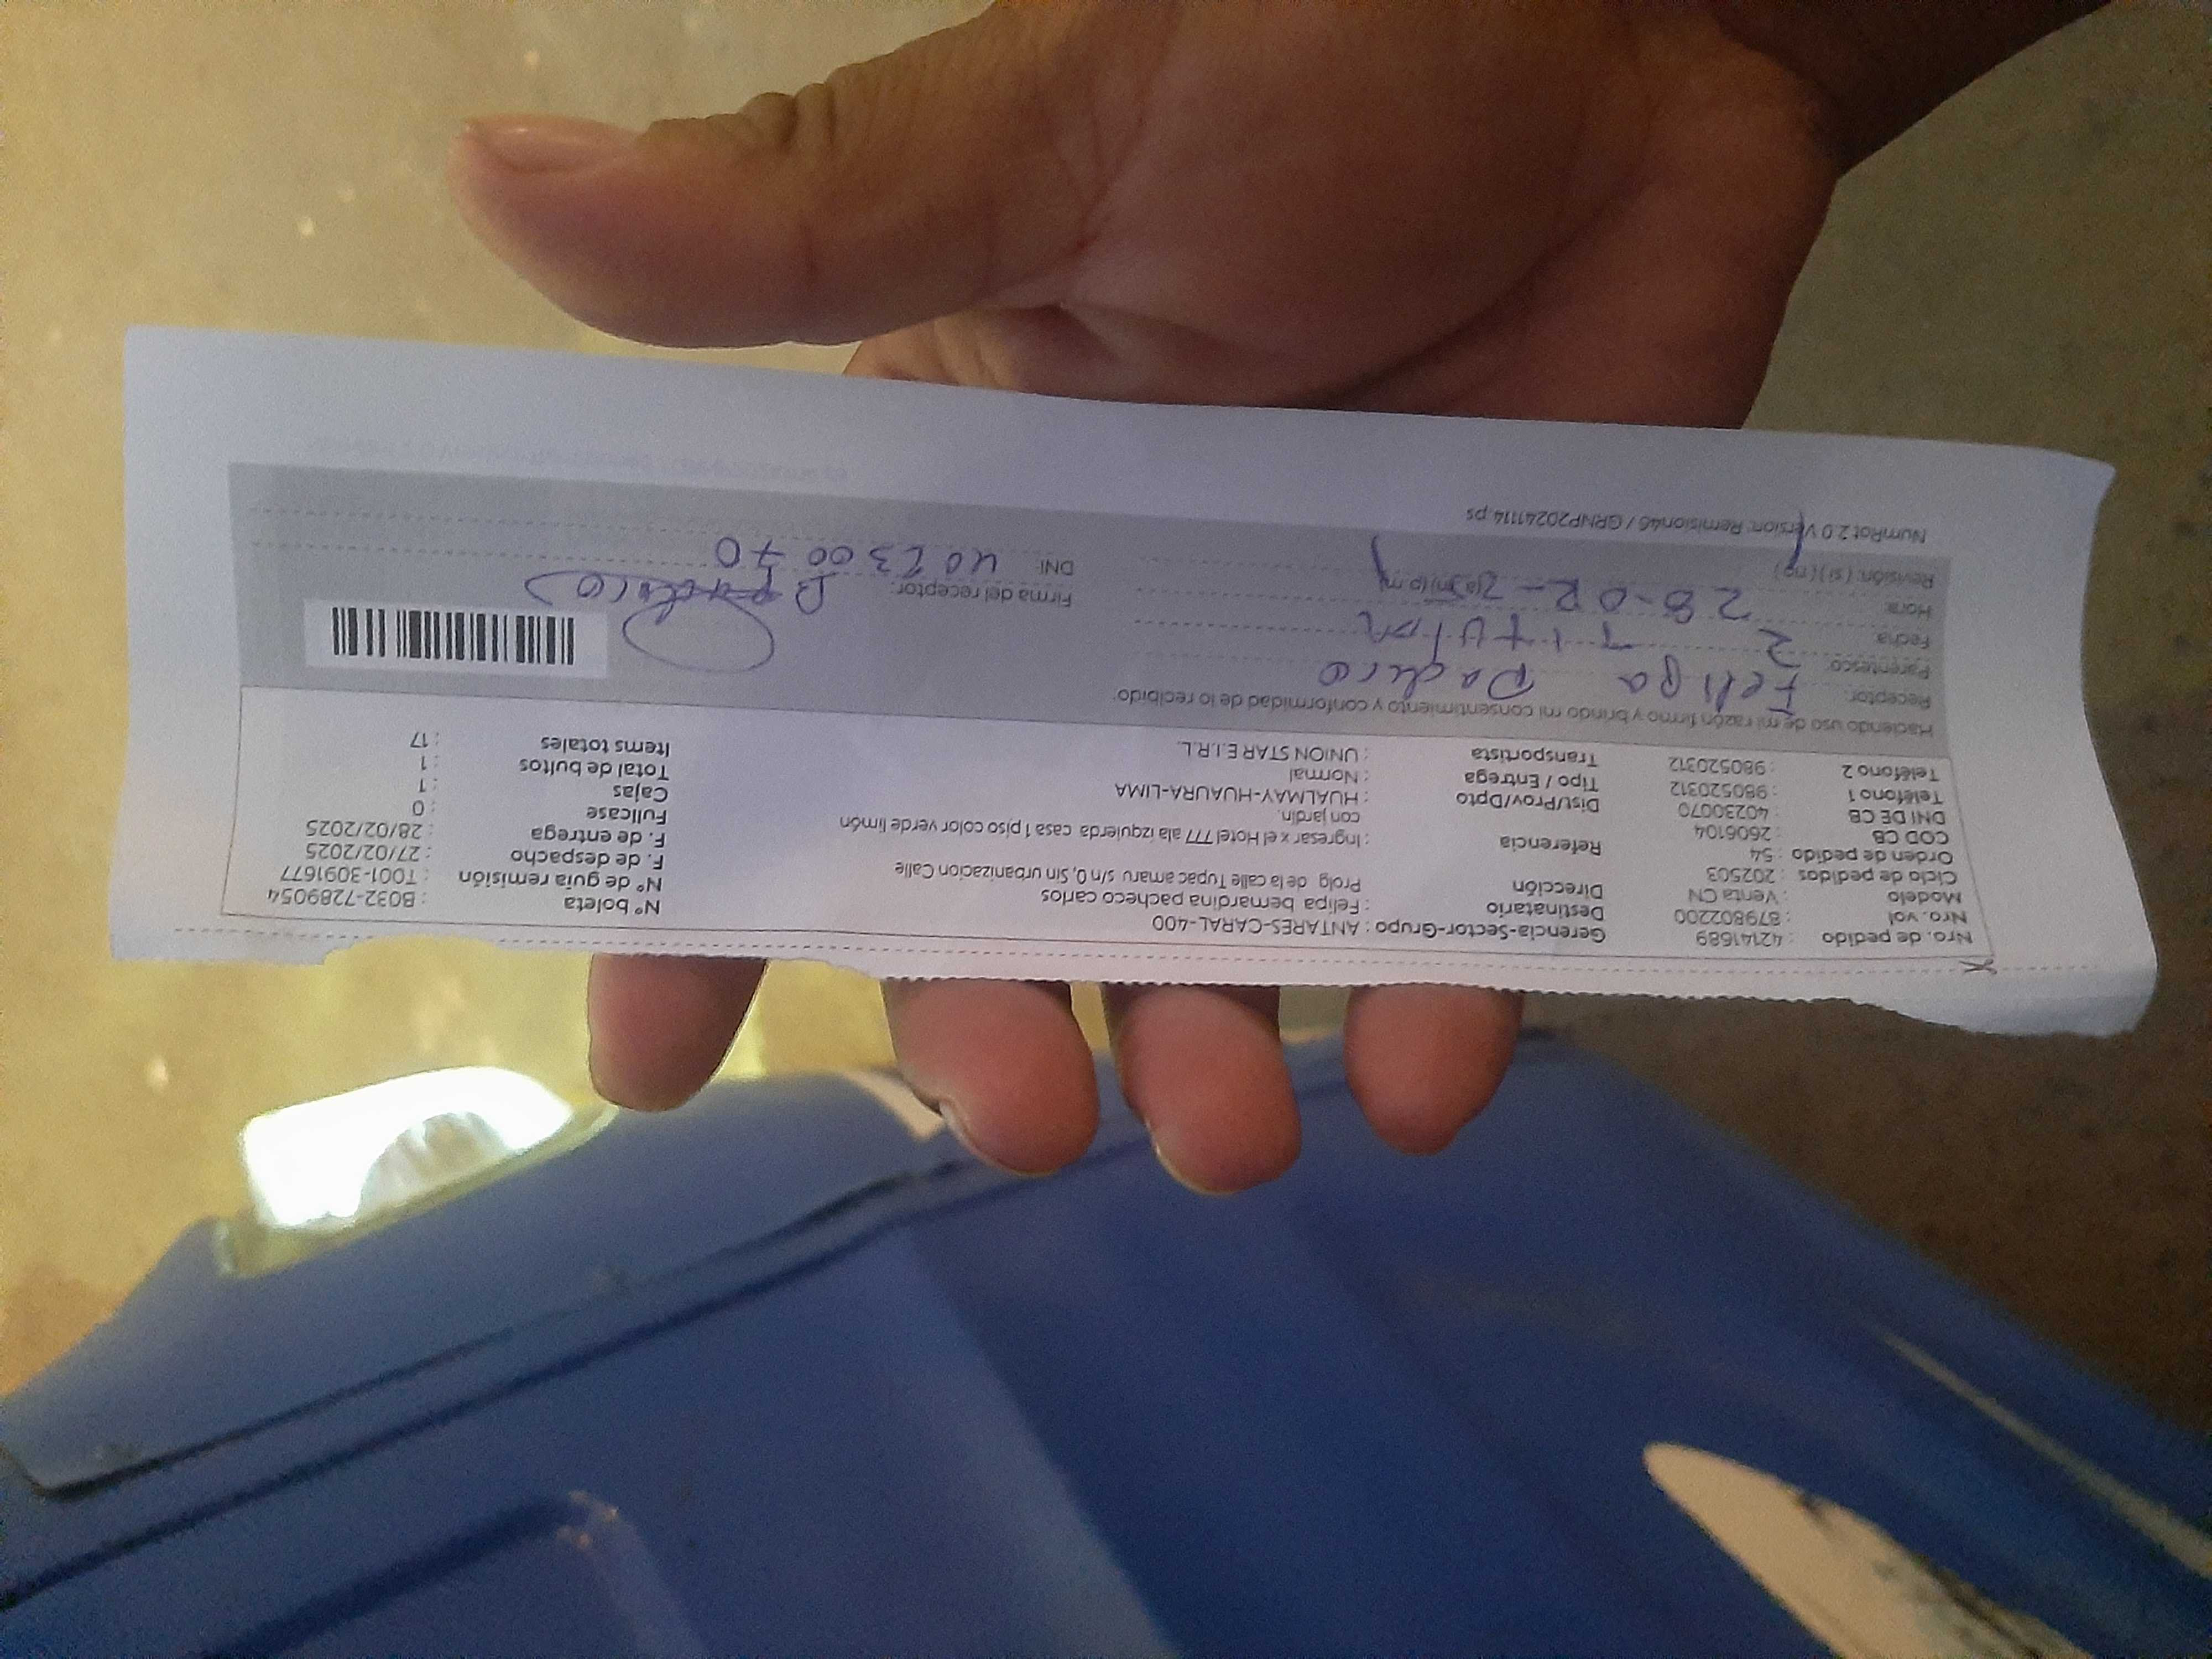 Nro. de pedido : 42141689
Nro. vol : 879802200
Modelo : Venta CN
Ciclo de pedidos : 202503
Orden de pedido : 54
COD CB : 2606104
DNI DE CB : 40230070
Teléfono 1 : 980520312
Teléfono 2 : 980520312
Gerencia-Sector-Grupo : ANTARES-CARAL-400
Destinatario : Felipa bernardina pacheco carlos
Dirección Prolg de la calle Tupac amaru s/n 0, Sin urbanizacion Calle
Referencia : Ingresar x el Hotel 777 ala izquierda casa 1 piso color verde limón
con jardin.
Dist/Prov/Dpto : HUALMAY-HUAURA-LIMA
Tipo / Entrega : Normal
Transportista : UNION STAR E.I.R.L.
N° boleta : B032-7289054
N° de guia remisión : T001-3091677
F. de despacho : 27/02/2025
F. de entrega : 28/02/2025
Fullcase : 0
Cajas : 1
Total de bultos : 1
Items totales : 17
Haciendo uso de mi razón firmo y brindo mi consentimiento y conformidad de lo recibido.
Receptor: Felipa
Parentesco:
Fecha:
Hora: 28-02-
Revisión: (si) (no)
Firma del receptor:
DNI: 40230070
NumRot 2.0 Version: Remision46 / GRNP20241114.ps